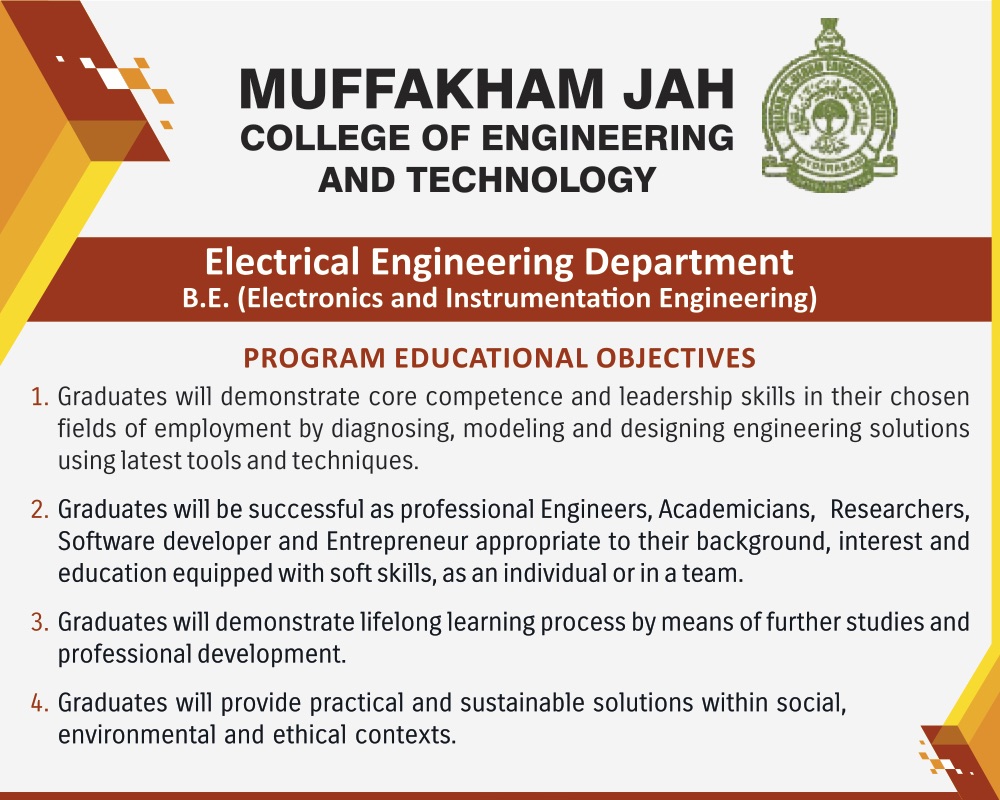 MUFFAKHAM JAH
COLLEGE OF ENGINEERING
AND TECHNOLOGY
HYDERABAD
Electrical Engineering Department
B.E. (Electronics and Instrumentation Engineering)
PROGRAM EDUCATIONAL OBJECTIVES
1. Graduates will demonstrate core competence and leadership skills in their chosen
fields of employment by diagnosing, modeling and designing engineering solutions
using latest tools and techniques.
2. Graduates will be successful as professional Engineers, Academicians, Researchers,
Software developer and Entrepreneur appropriate to their background, interest and
education equipped with soft skills, as an individual or in a team.
3. Graduates will demonstrate lifelong learning process by means of further studies and
professional development.
4. Graduates will provide practical and sustainable solutions within social,
environmental and ethical contexts.